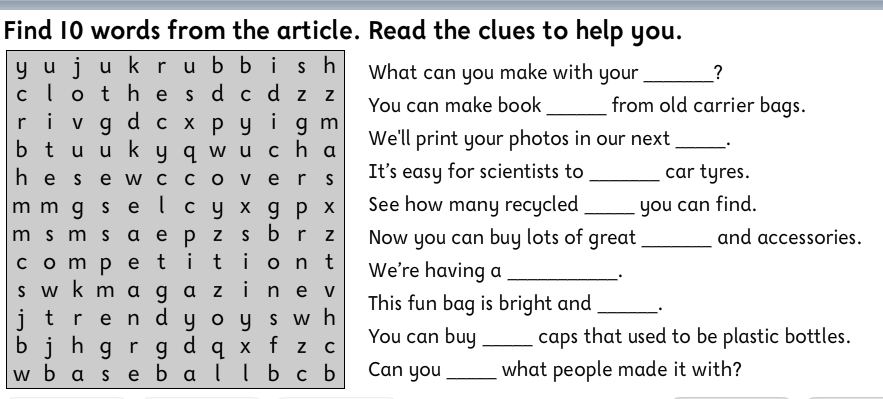 Find 10 words from the article. Read the clues to help you.
y u j u k r u b b i s h
c l o t h e s d c d z z
r i v g d c x p y i g m
b t u u k y q w u c h a
h e s e w c c o v e r s
m m g s e l c y x g p x
m s m s a e p z s b r z
c o m p e t i t i o n t
s w k m a g a z i n e v
j t r e n d y o y s w h
b j h g r g d q x f z c
w b a s e b a l l b c b
What can you make with your _______?
You can make book ______ from old carrier bags.
We'll print your photos in our next _____.
It's easy for scientists to _______ car tyres.
See how many recycled _____ you can find.
Now you can buy lots of great _______ and accessories.
We're having a ___________.
This fun bag is bright and ______.
You can buy _____ caps that used to be plastic bottles.
Can you _____ what people made it with?